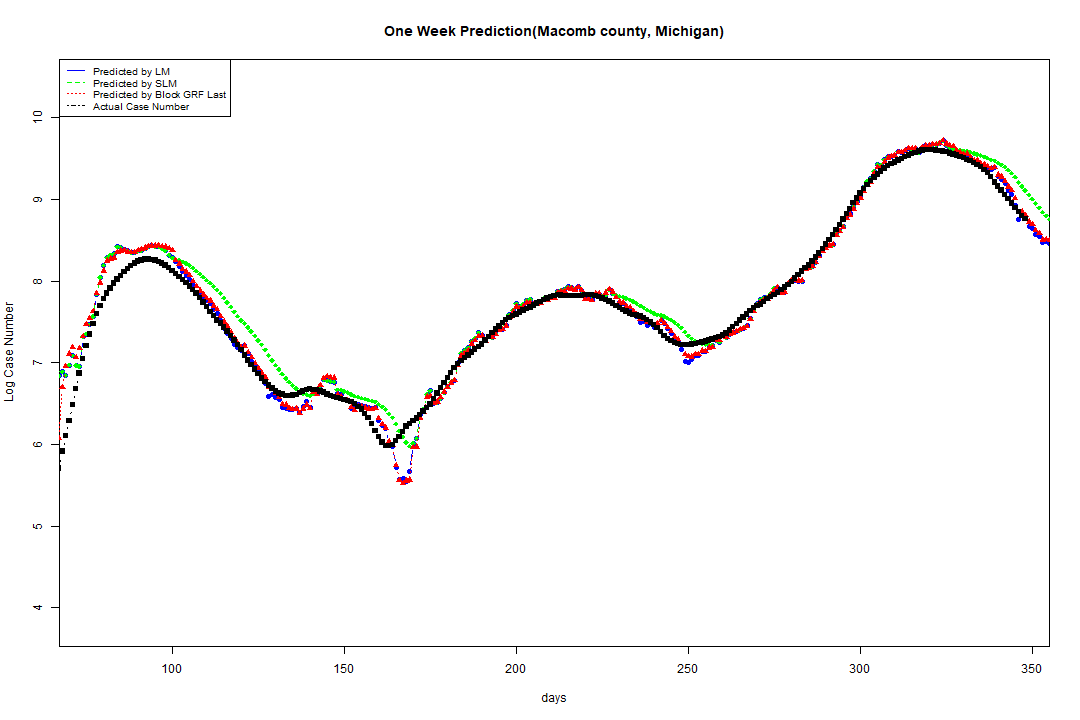 One Week Prediction(Macomb county, Michigan)
Predicted by LM
Predicted by SLM
Predicted by Block GRF Last
Actual Case Number
10
9
8
7
6
5
4
Log Case Number
100 150 200 250 300 350
days